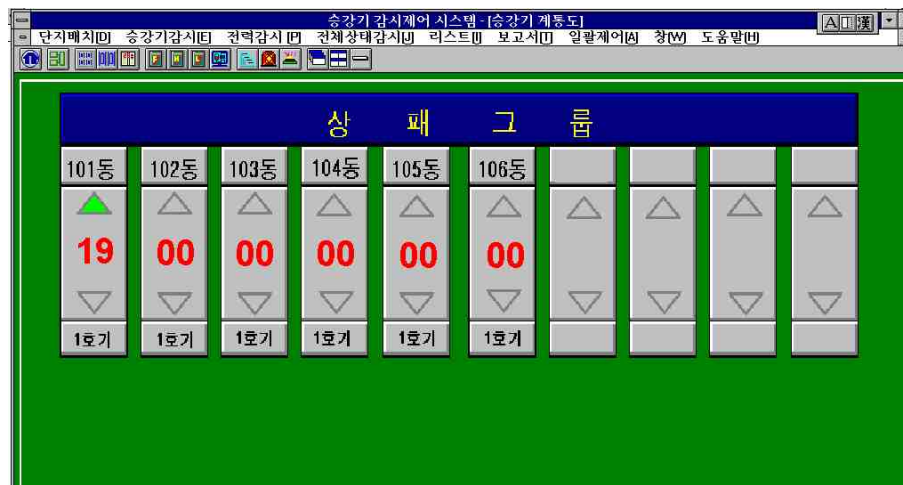 승강기 감시제어 시스템 - [승강기 계통도]
A 漢
단지배치[D] 승강기감시[E] 전력감시[P] 전체상태감시[J] 리스트[I] 보고서[T] 일괄제어[A] 창[W] 도움말[H]
상 패 그 룹
101동 102동 103동 104동 105동 106동
19 00 00 00 00 00
1호기 1호기 1호기 1호기 1호기 1호기